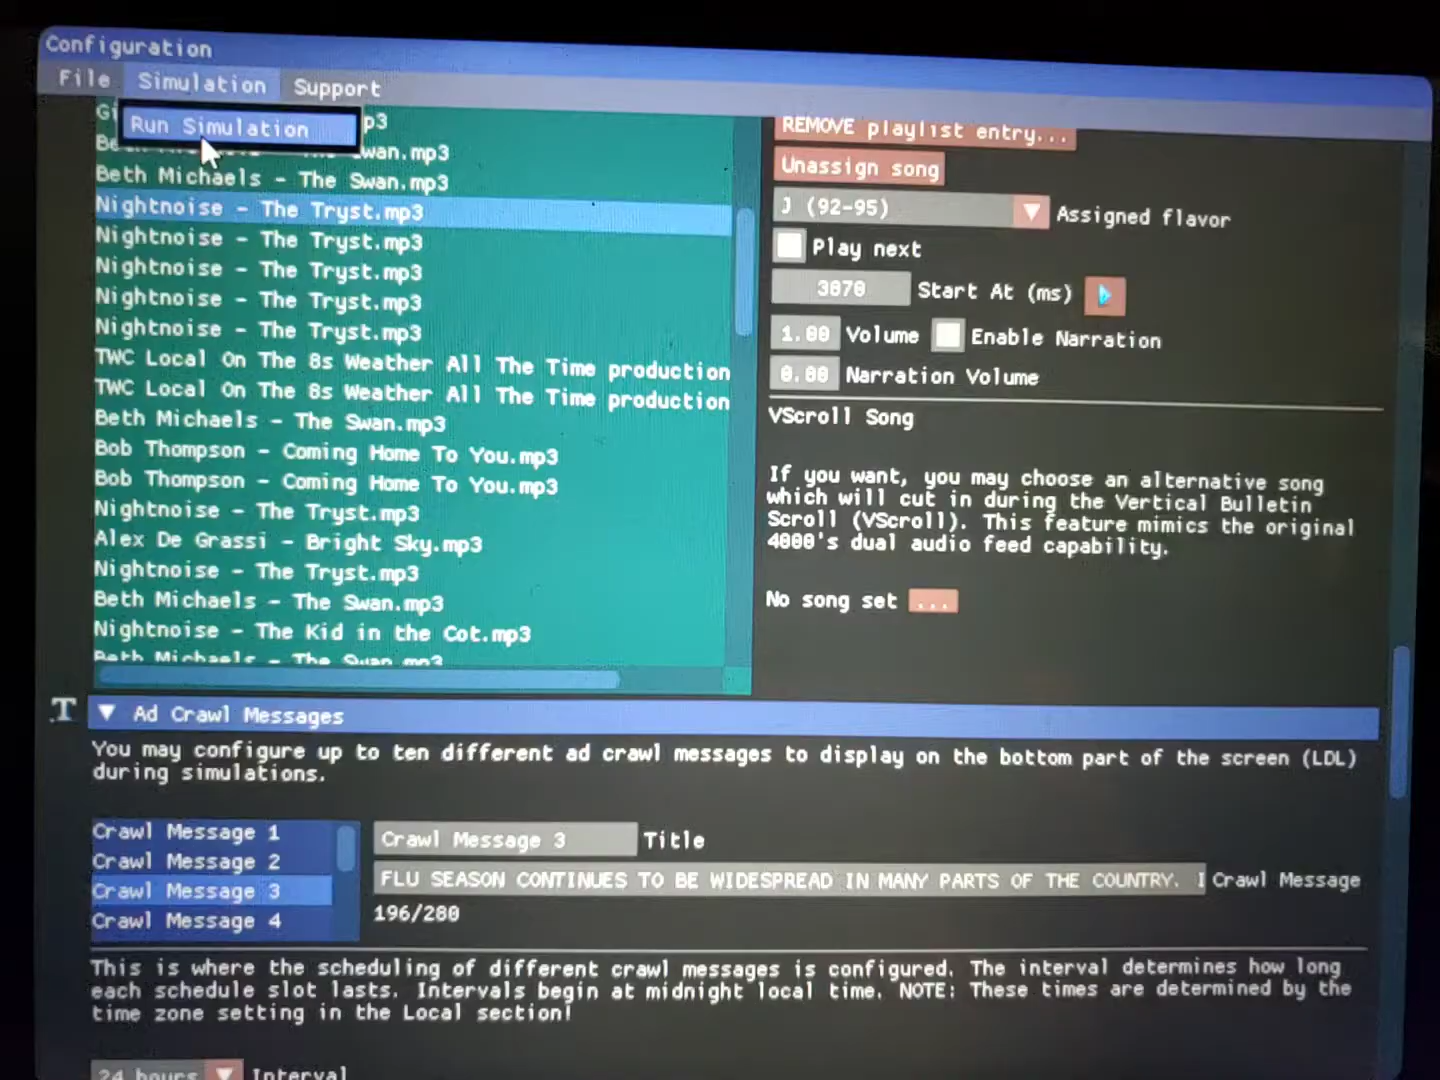 Configuration
File Simulation Support
Run Simulation
p3
wan.mp3
Beth Michaels - The Swan.mp3
Nightnoise - The Tryst.mp3
Nightnoise - The Tryst.mp3
Nightnoise - The Tryst.mp3
Nightnoise - The Tryst.mp3
Nightnoise - The Tryst.mp3
TWC Local On The 8s Weather All The Time production
TWC Local On The 8s Weather All The Time production
Beth Michaels - The Swan.mp3
Bob Thompson - Coming Home To You.mp3
Bob Thompson - Coming Home To You.mp3
Nightnoise - The Tryst.mp3
Alex De Grassi - Bright Sky.mp3
Nightnoise - The Tryst.mp3
Beth Michaels - The Swan.mp3
Nightnoise - The Kid in the Cot.mp3
Beth Michaels - The Swan.mp3
REMOVE playlist entry...
Unassign song
J (92-95) Assigned flavor
Play next
3070 Start At (ms)
1.00 Volume Enable Narration
0.00 Narration Volume
VScroll Song
If you want, you may choose an alternative song
which will cut in during the Vertical Bulletin
Scroll (VScroll). This feature mimics the original
4000's dual audio feed capability.
No song set ...
T Ad Crawl Messages
You may configure up to ten different ad crawl messages to display on the bottom part of the screen (LDL)
during simulations.
Crawl Message 1
Crawl Message 2
Crawl Message 3
Crawl Message 4
Crawl Message 3 Title
FLU SEASON CONTINUES TO BE WIDESPREAD IN MANY PARTS OF THE COUNTRY. I Crawl Message
196/280
This is where the scheduling of different crawl messages is configured. The interval determines how long
each schedule slot lasts. Intervals begin at midnight local time. NOTE: These times are determined by the
time zone setting in the Local section!
24 hours Interval